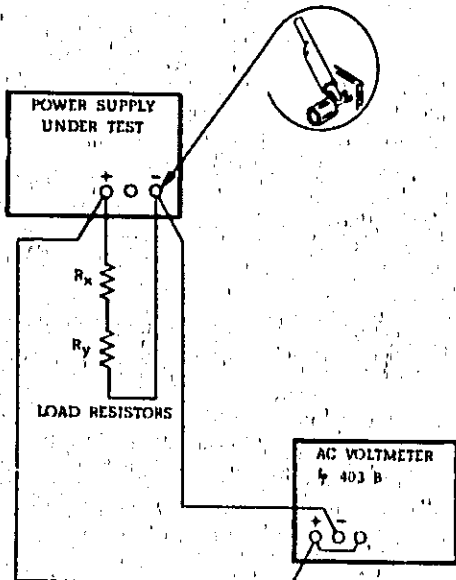 POWER SUPPLY
UNDER TEST
+ -
Rx
Ry
LOAD RESISTORS
AC VOLTMETER
403 B
+ -